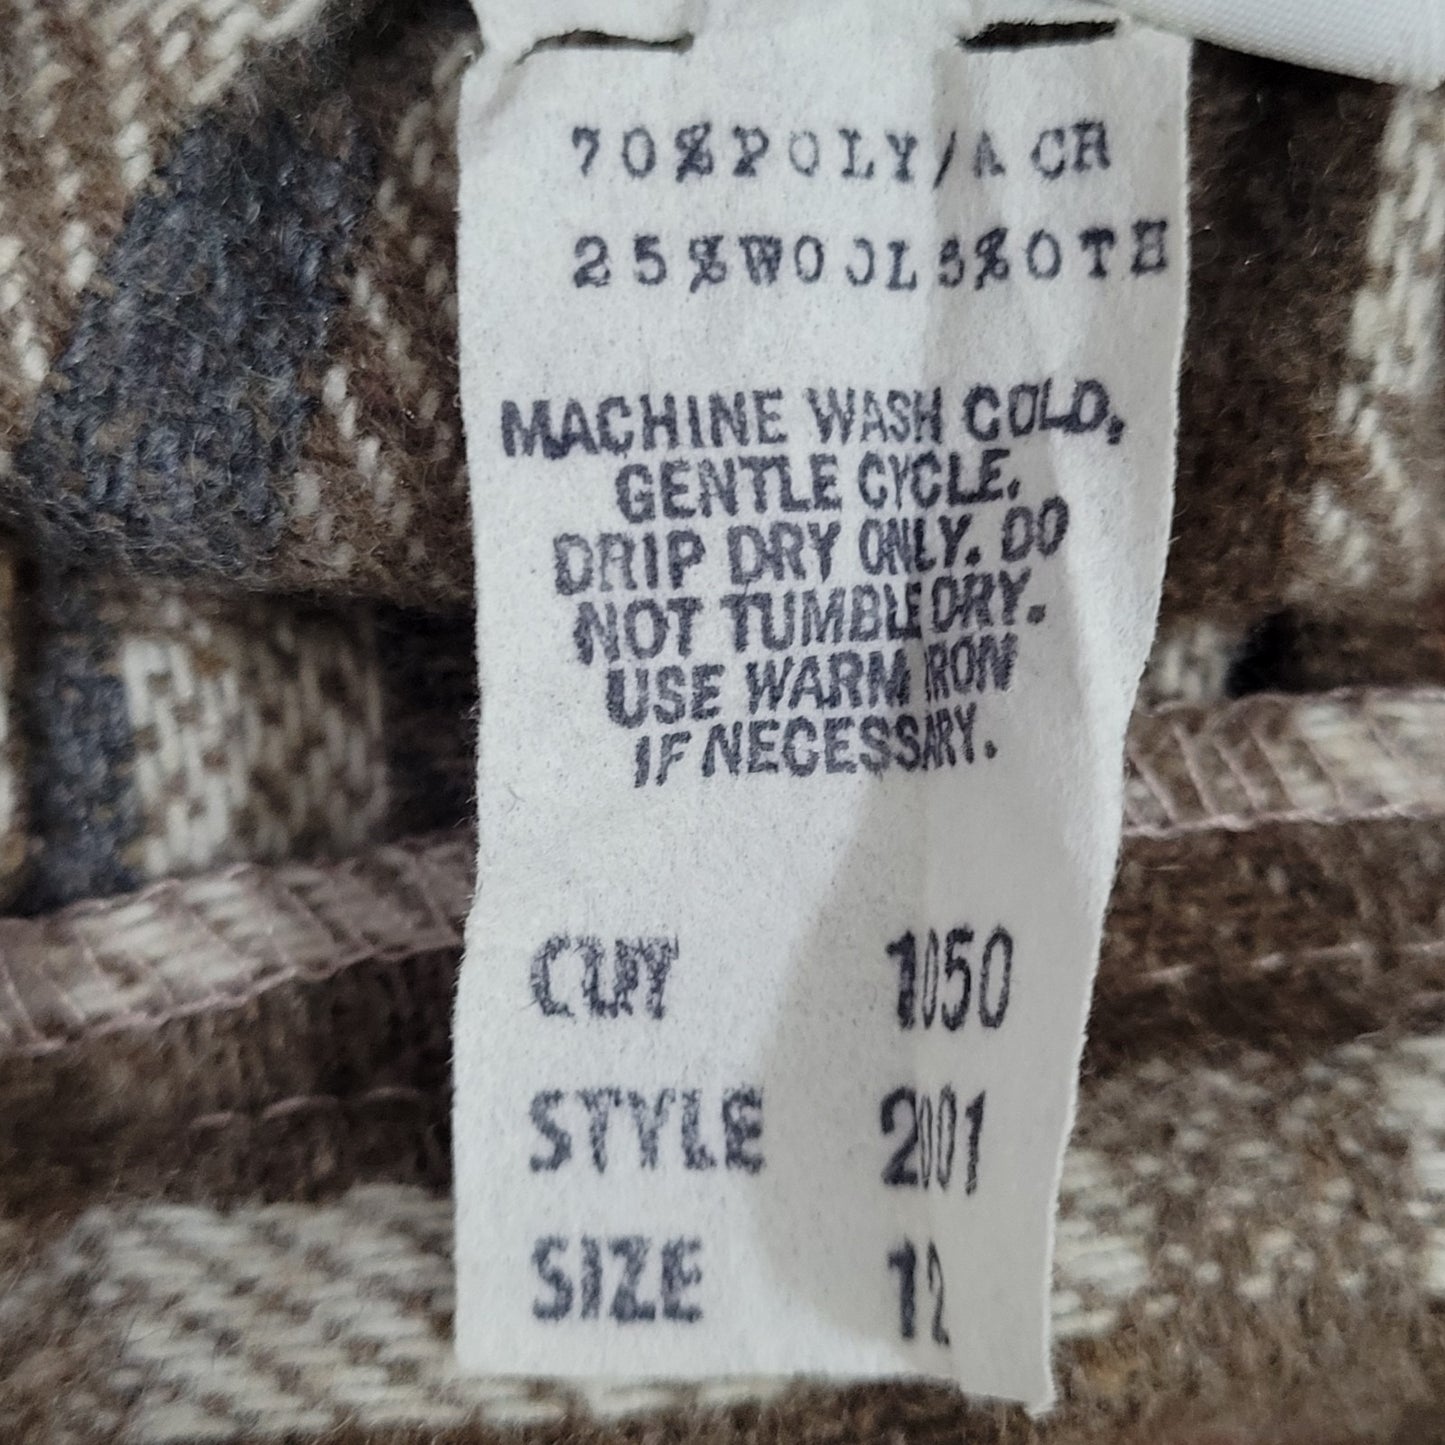 70%POLY/ACR
25%WOOL5%OTH
MACHINE WASH COLD,
GENTLE CYCLE.
DRIP DRY ONLY. DO
NOT TUMBLE DRY.
USE WARM IRON
IF NECESSARY.
1050
STYLE 2001
SIZE 12